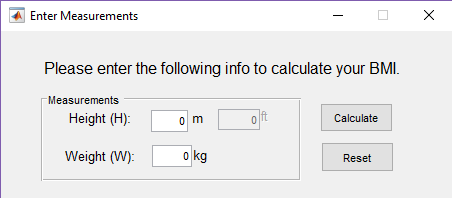 Enter Measurements
Please enter the following info to calculate your BMI.
Measurements
Height (H): 0 m 0 ft
Calculate
Weight (W): 0 kg
Reset